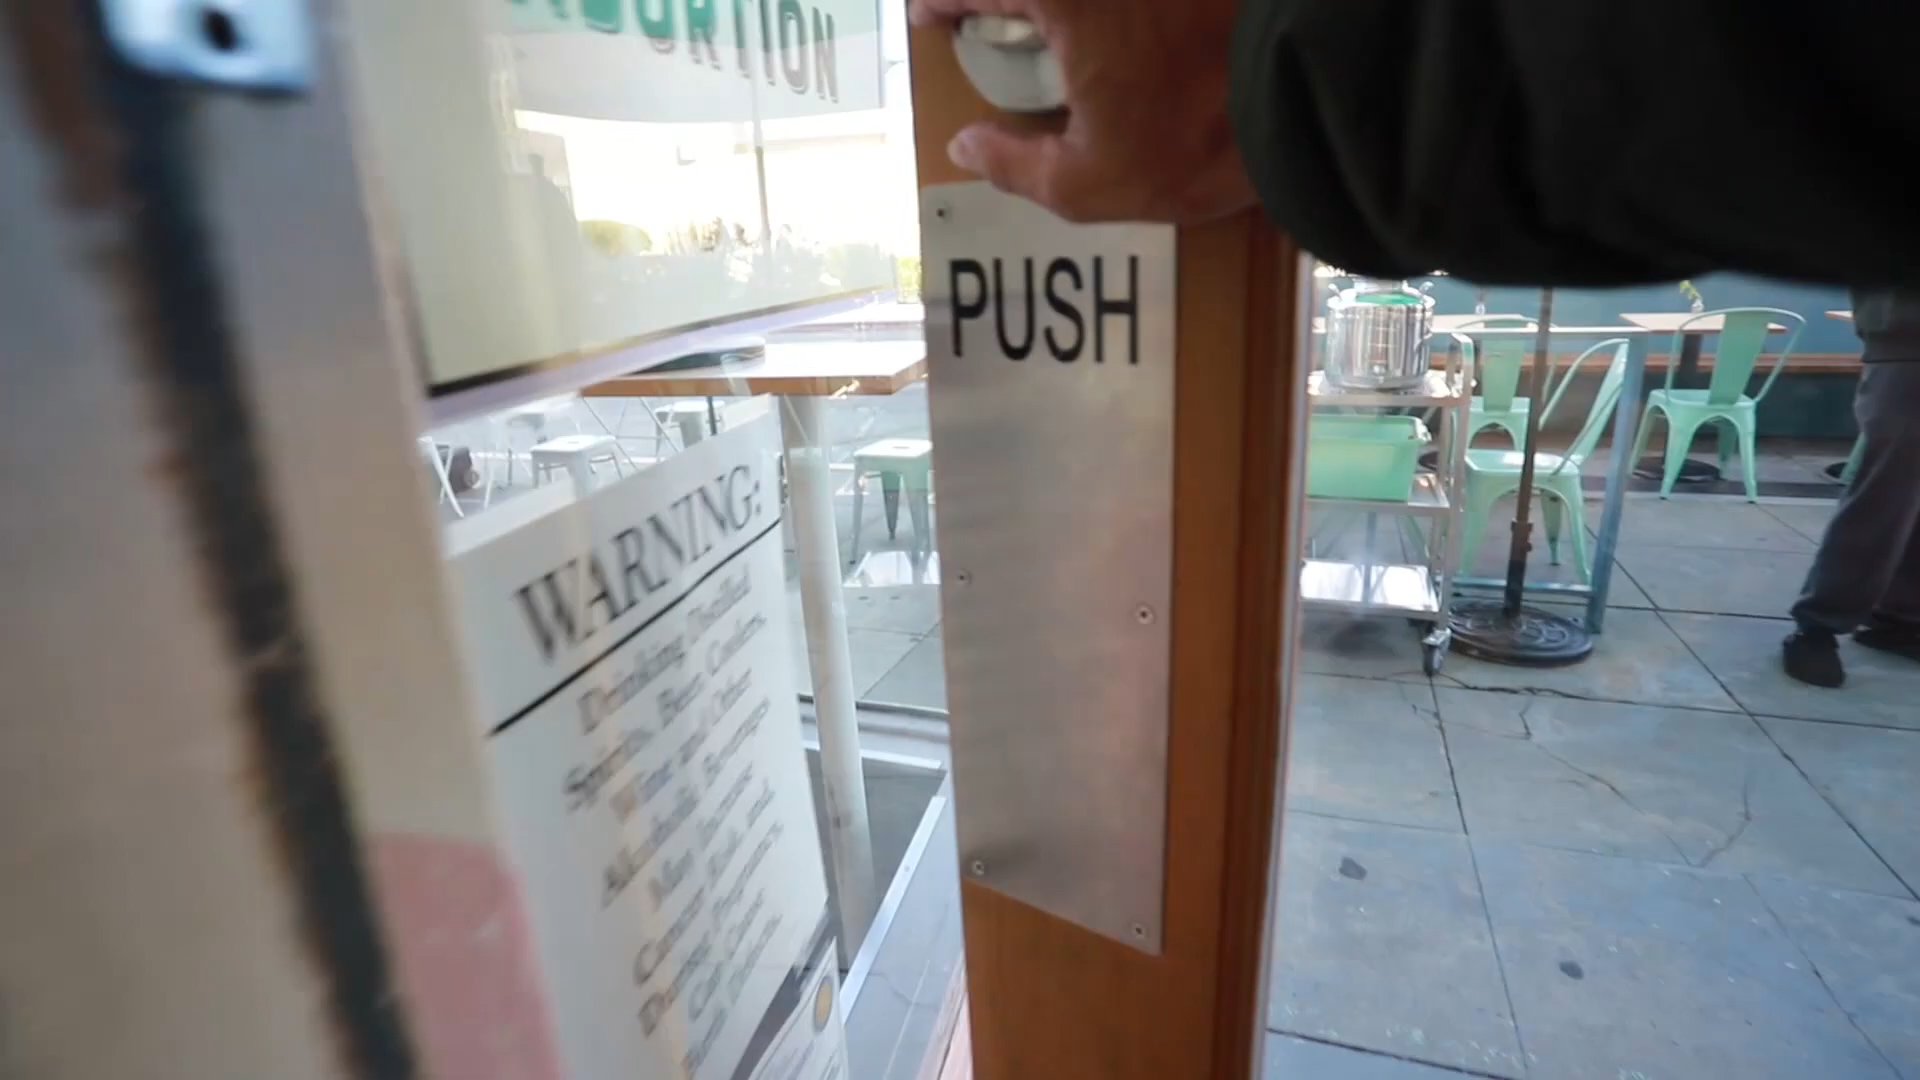 PUSH
WARNING:
Drinking Distilled
Spirits, Beer, Coolers,
Wine and Other
Alcoholic Beverages
May Increase
Cancer Risk, and,
During Pregnancy,
Can Cause
Birth Defects